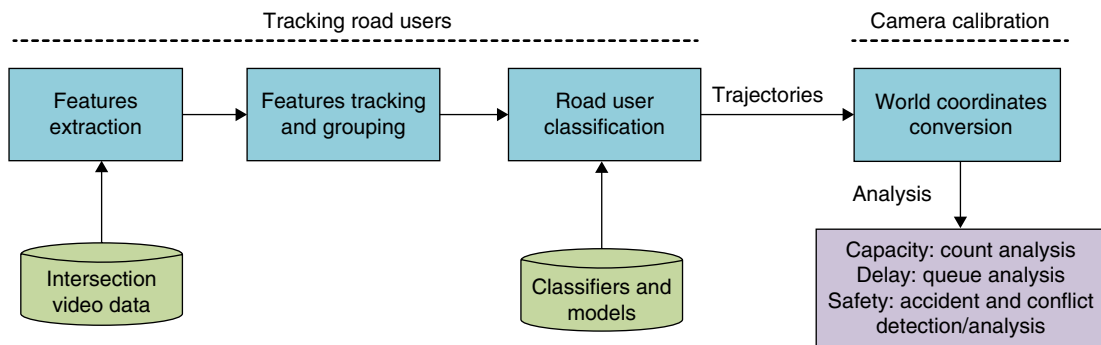 Tracking road users
Camera calibration
Features
extraction
Features tracking
and grouping
Road user
classification
Trajectories
World coordinates
conversion
Analysis
Intersection
video data
Classifiers and
models
Capacity: count analysis
Delay: queue analysis
Safety: accident and conflict
detection/analysis